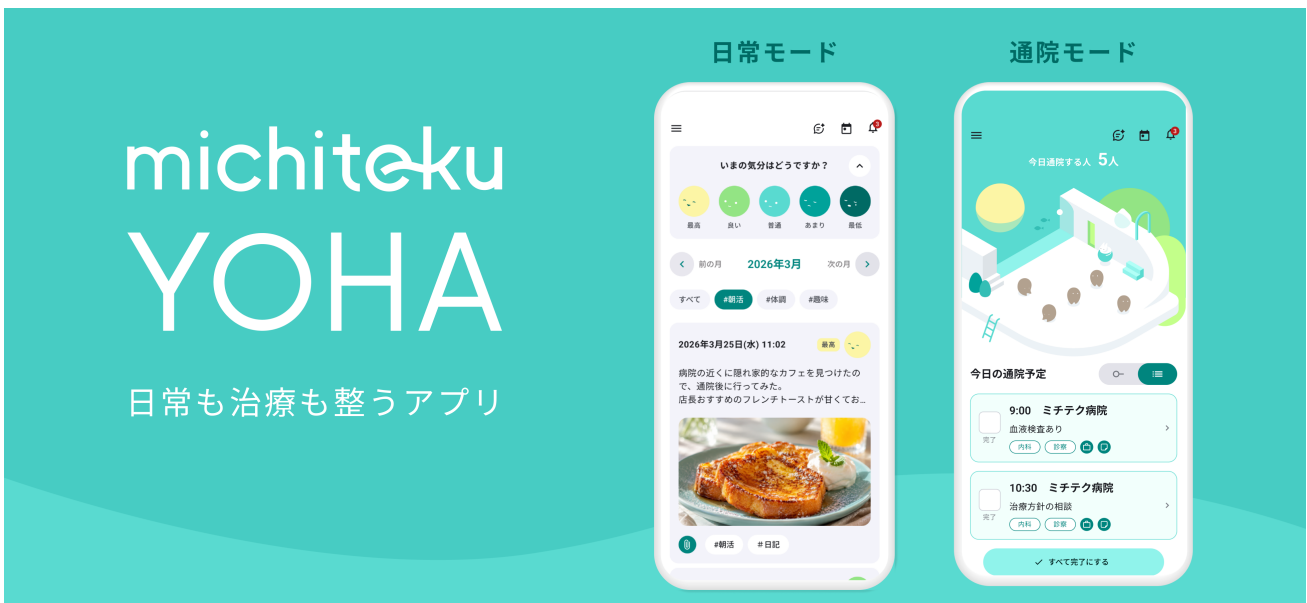 michiteku
YOHA
日常も治療も整うアプリ
日常モード
3
いまの気分はどうですか？
最高 良い 普通 あまり 最低
前の月 2026年3月 次の月
すべて #朝活 #体調 #趣味
2026年3月25日(水) 11:02 最高
病院の近くに隠れ家的なカフェを見つけたの
で、通院後に行ってみた。
店長おすすめのフレンチトーストが甘くてお...
#朝活 #日記
通院モード
3
今日通院する人 5人
今日の通院予定
9:00 ミチテク病院
血液検査あり
完了
内科 診察
10:30 ミチテク病院
治療方針の相談
完了
内科 診察
すべて完了にする